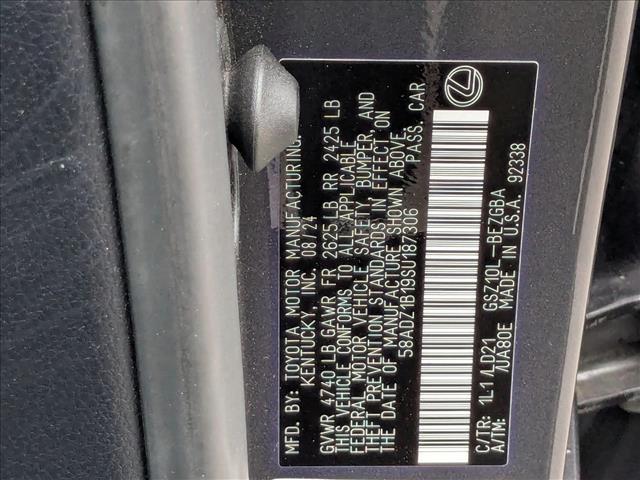 MFD. BY: TOYOTA MOTOR MANUFACTURING,
KENTUCKY, INC. 08/24
GVWR 4740 LB GAWR FR 2625 LB RR 2425 LB
THIS VEHICLE CONFORMS TO ALL APPLICABLE
FEDERAL MOTOR VEHICLE SAFETY, BUMPER, AND
THEFT PREVENTION STANDARDS IN EFFECT ON
THE DATE OF MANUFACTURE SHOWN ABOVE.
58ADZ1B19SU187306 PASS. CAR
C/TR: 1L1 LD21 GSZ10L-BEZGBA
A/TM: /UA80E MADE IN U.S.A. 92338